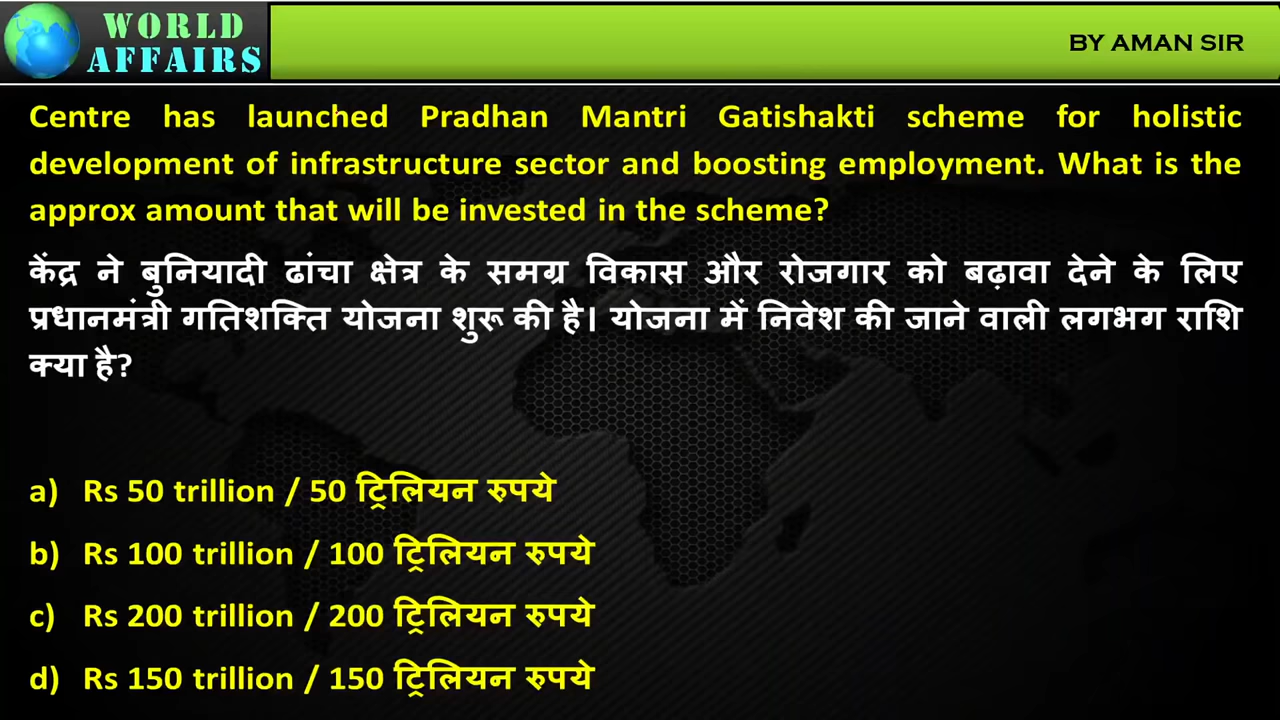 WORLD
AFFAIRS
BY AMAN SIR
Centre has launched Pradhan Mantri Gatishakti scheme for holistic
development of infrastructure sector and boosting employment. What is the
approx amount that will be invested in the scheme?
केंद्र ने बुनियादी ढांचा क्षेत्र के समग्र विकास और रोजगार को बढ़ावा देने के लिए
प्रधानमंत्री गतिशक्ति योजना शुरू की है। योजना में निवेश की जाने वाली लगभग राशि
क्या है?
a) Rs 50 trillion / 50 ट्रिलियन रुपये
b) Rs 100 trillion / 100 ट्रिलियन रुपये
c) Rs 200 trillion / 200 ट्रिलियन रुपये
d) Rs 150 trillion / 150 ट्रिलियन रुपये